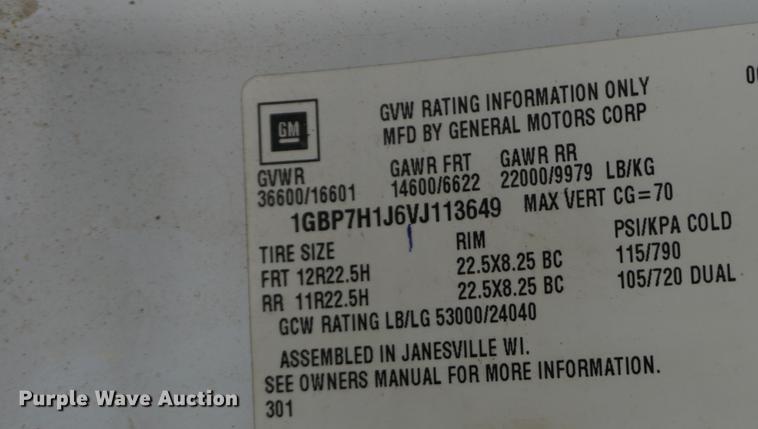 GVW RATING INFORMATION ONLY
MFD BY GENERAL MOTORS CORP
GM
GVWR GAWR FRT GAWR RR
36600/16601 14600/6622 22000/9979 LB/KG
1GBP7H1J6VJ113649 MAX VERT CG=70
TIRE SIZE RIM PSI/KPA COLD
FRT 12R22.5H 22.5X8.25 BC 115/790
RR 11R22.5H 22.5X8.25 BC 105/720 DUAL
GCW RATING LB/LG 53000/24040
ASSEMBLED IN JANESVILLE WI.
SEE OWNERS MANUAL FOR MORE INFORMATION.
301
Purple Wave Auction